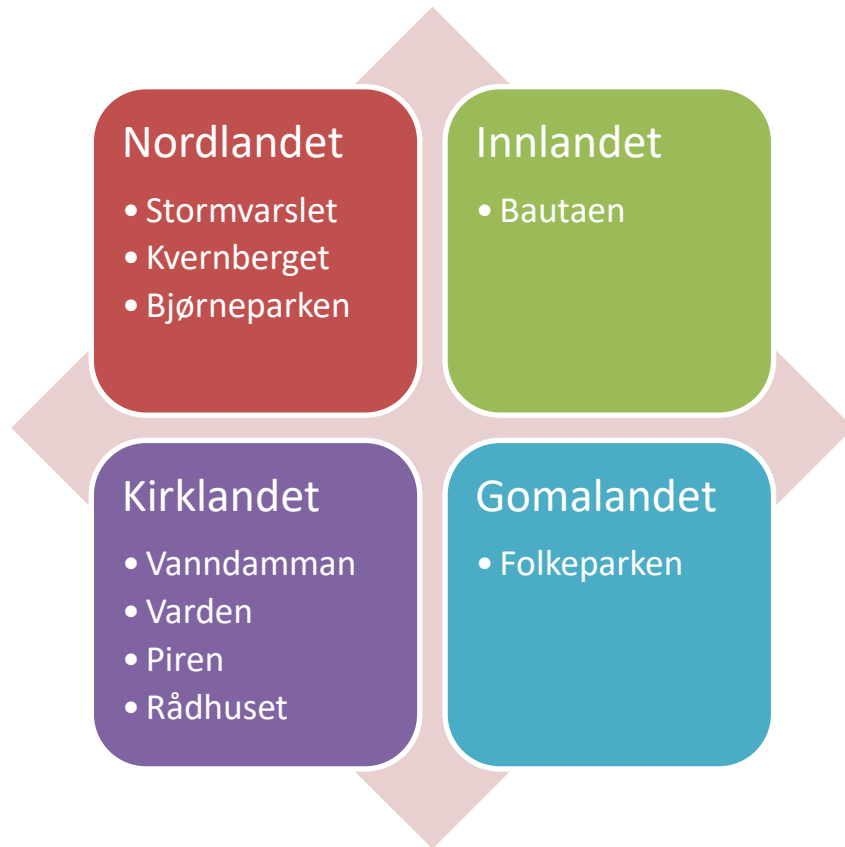 Nordlandet
• Stormvarslet
• Kvernberget
• Bjørneparken
Innlandet
• Bautaen
Kirklandet
• Vanndamman
• Varden
• Piren
• Rådhuset
Gomalandet
• Folkeparken